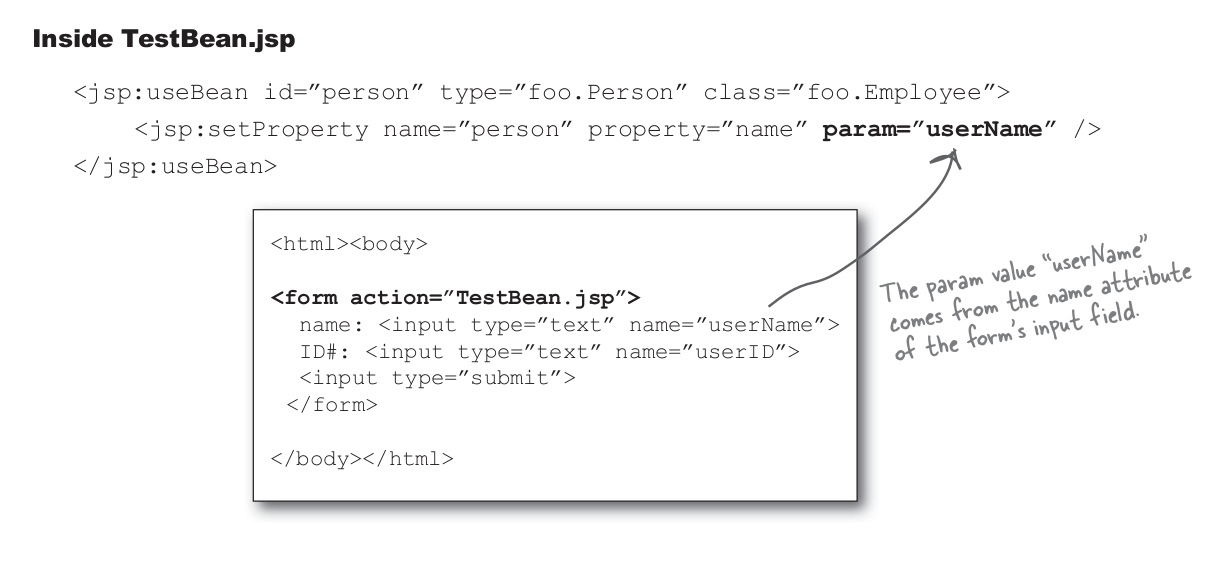 Inside TestBean.jsp
<jsp:useBean id=”person” type=”foo.Person” class=”foo.Employee”>
<jsp:setProperty name=”person” property=”name” param=”userName” />
</jsp:useBean>
<html><body>
<form action=”TestBean.jsp”>
name: <input type=”text” name=”userName”>
ID#: <input type=”text” name=”userID”>
<input type=”submit”>
</form>
</body></html>
The param value “userName”
comes from the name attribute
of the form's input field.